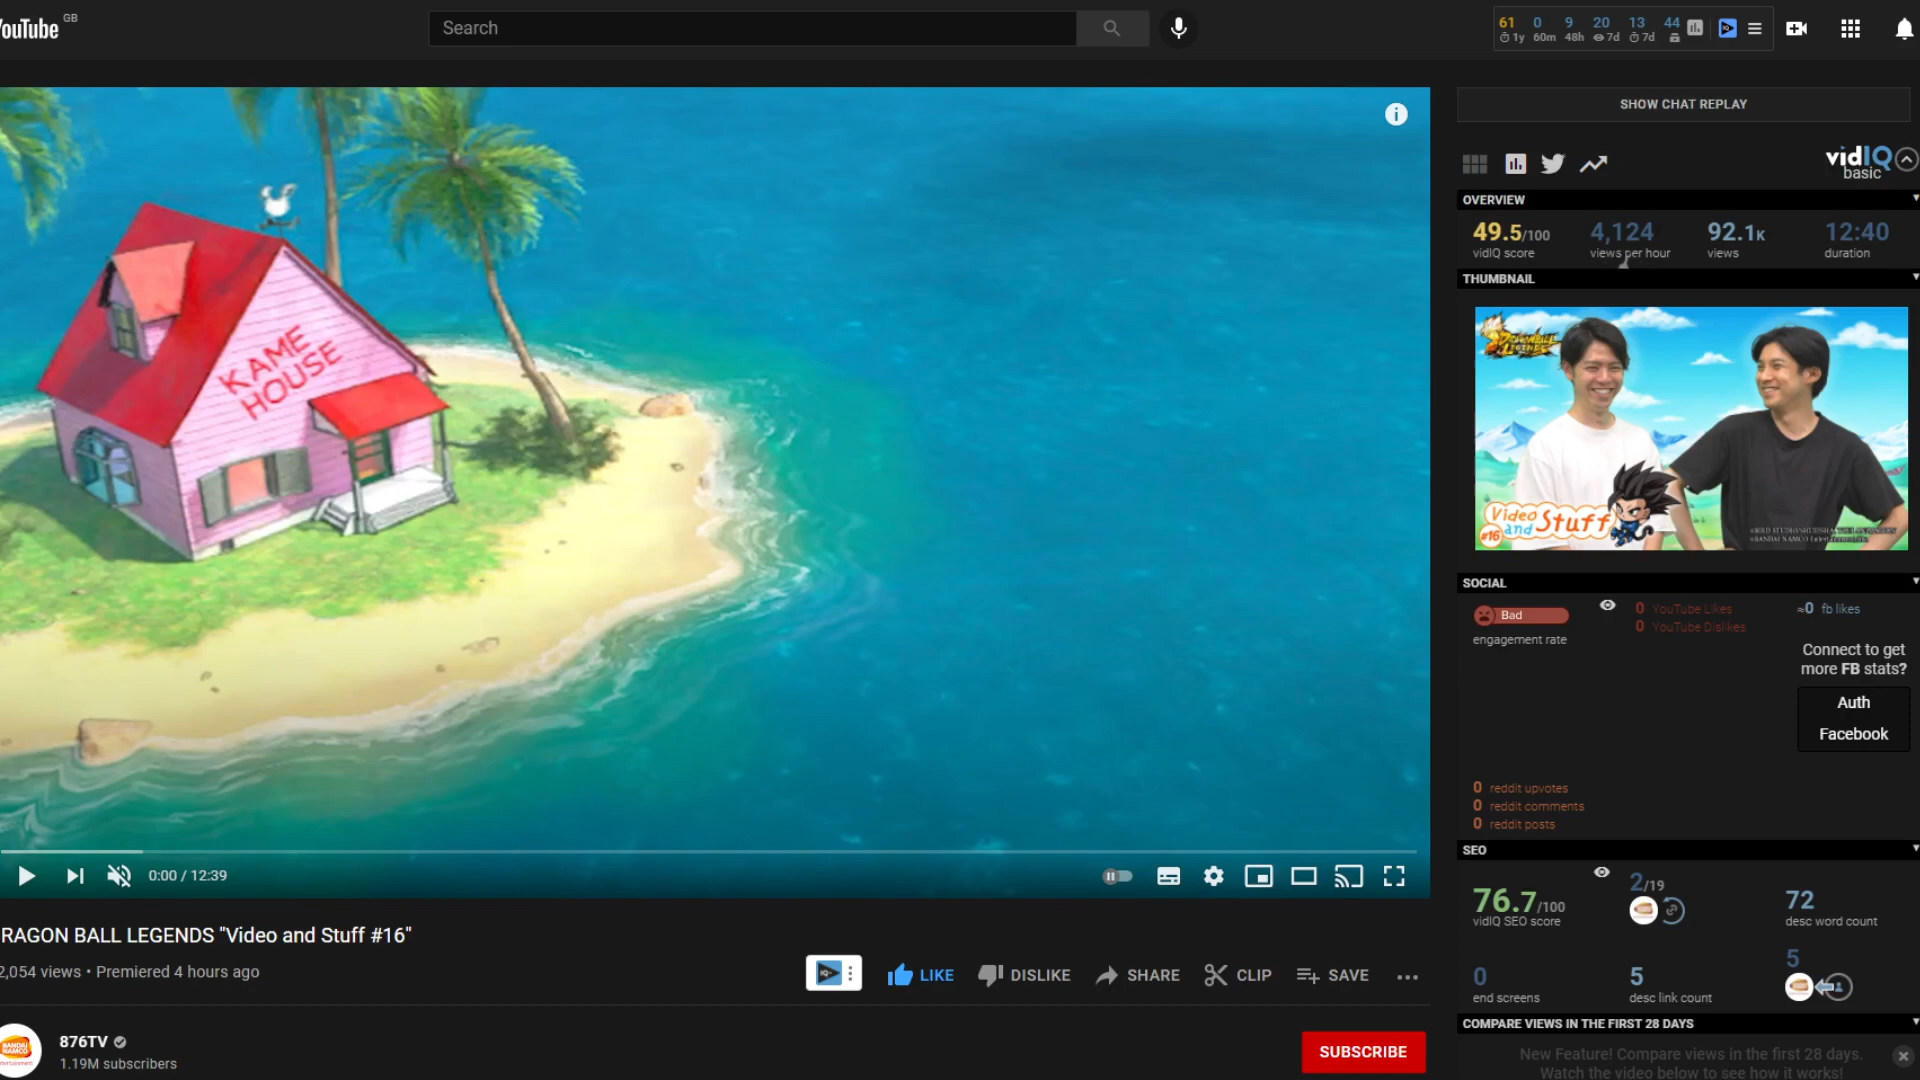 YouTube GB
Search
61 0 9 20 13 44
1y 60m 48h 7d 7d
SHOW CHAT REPLAY
vidIQ
basic
OVERVIEW
49.5/100 4,124 92.1K 12:40
vidIQ score views per hour views duration
THUMBNAIL
KAME
HOUSE
DRAGON BALL
LEGENDS
Video
and Stuff
#16
SOCIAL
Bad
engagement rate
0 YouTube Likes
0 YouTube Dislikes
≈0 fb likes
Connect to get
more FB stats?
Auth
Facebook
0 reddit upvotes
0 reddit comments
0 reddit posts
SEO
76.7/100
vidIQ SEO score
2/19
72
desc word count
0
end screens
5
desc link count
5
COMPARE VIEWS IN THE FIRST 28 DAYS
New Feature! Compare views in the first 28 days.
Watch the video below to see how it works!
0:00 / 12:39
RAGON BALL LEGENDS "Video and Stuff #16"
2,054 views • Premiered 4 hours ago
LIKE DISLIKE SHARE CLIP SAVE
BANDAI
NAMCO
876TV
1.19M subscribers
SUBSCRIBE